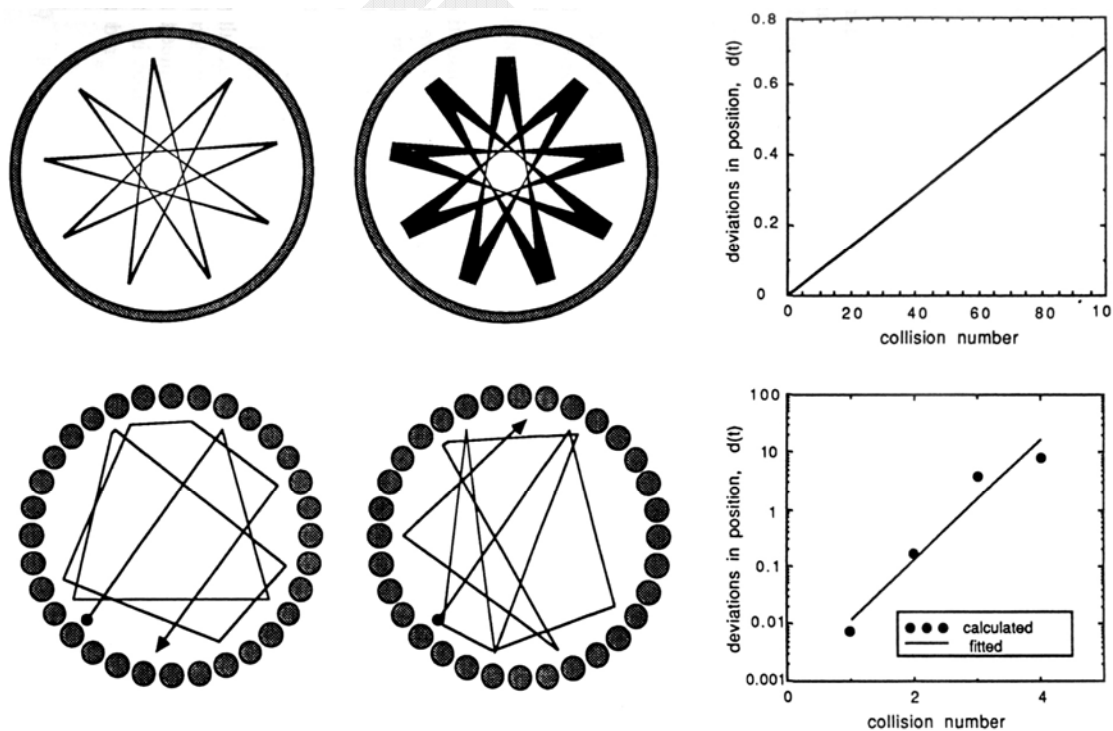 0.8
0.6
0.4
0.2
0
deviations in position, d(t)
0 20 40 60 80 10
collision number
100
10
1
0.1
0.01
0.001
deviations in position, d(t)
calculated
fitted
0 2 4
collision number